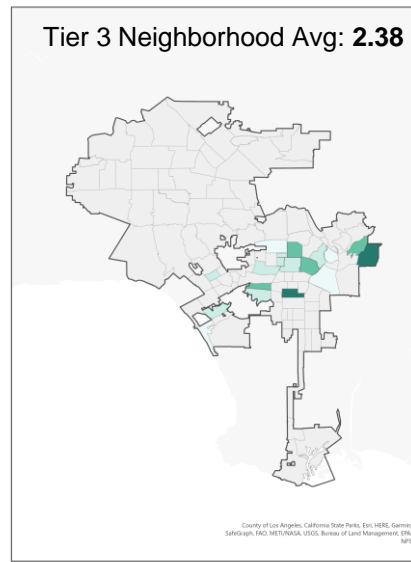 Tier 3 Neighborhood Avg: 2.38
County of Los Angeles, California State Parks, Esri, HERE, Garmin,
SafeGraph, FAO, METI/NASA, USGS, Bureau of Land Management, EPA,
NPS